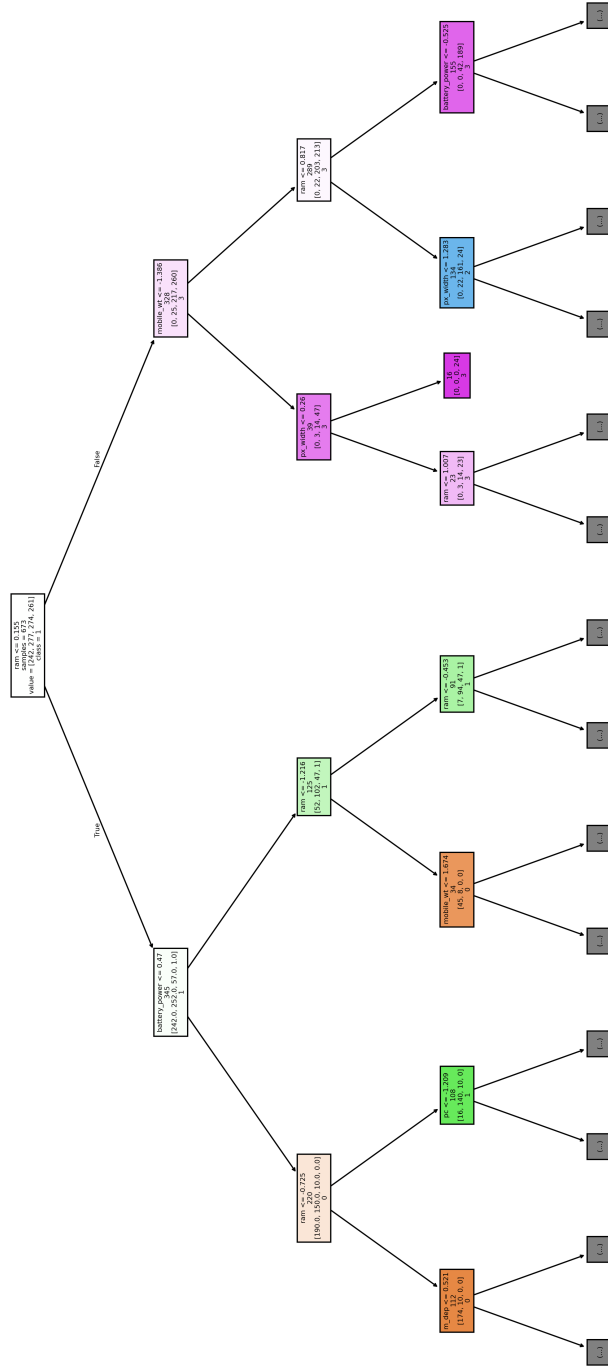 ram <= 0.155
samples = 673
value = [242, 277, 274, 261]
class = 1
True
False
battery_power <= 0.47
345
[242.0, 252.0, 57.0, 1.0]
1
mobile_wt <= -1.386
328
[0, 25, 217, 260]
3
ram <= -0.725
220
[190.0, 150.0, 10.0, 0.0]
0
ram <= -1.216
125
[52, 102, 47, 1]
1
px_width <= 0.26
39
[0, 3, 14, 47]
3
ram <= 0.817
289
[0, 22, 203, 213]
3
m_dep <= 0.521
112
[174, 10, 0, 0]
0
pc <= -1.209
108
[16, 140, 10, 0]
1
mobile_wt <= 1.674
34
[45, 8, 0, 0]
0
ram <= -0.453
91
[7, 94, 47, 1]
1
ram <= 1.007
23
[0, 3, 14, 23]
3
16
[0, 0, 0, 24]
3
px_width <= 1.283
134
[0, 22, 161, 24]
2
battery_power <= -0.525
155
[0, 0, 42, 189]
3
(...)
(...)
(...)
(...)
(...)
(...)
(...)
(...)
(...)
(...)
(...)
(...)
(...)
(...)